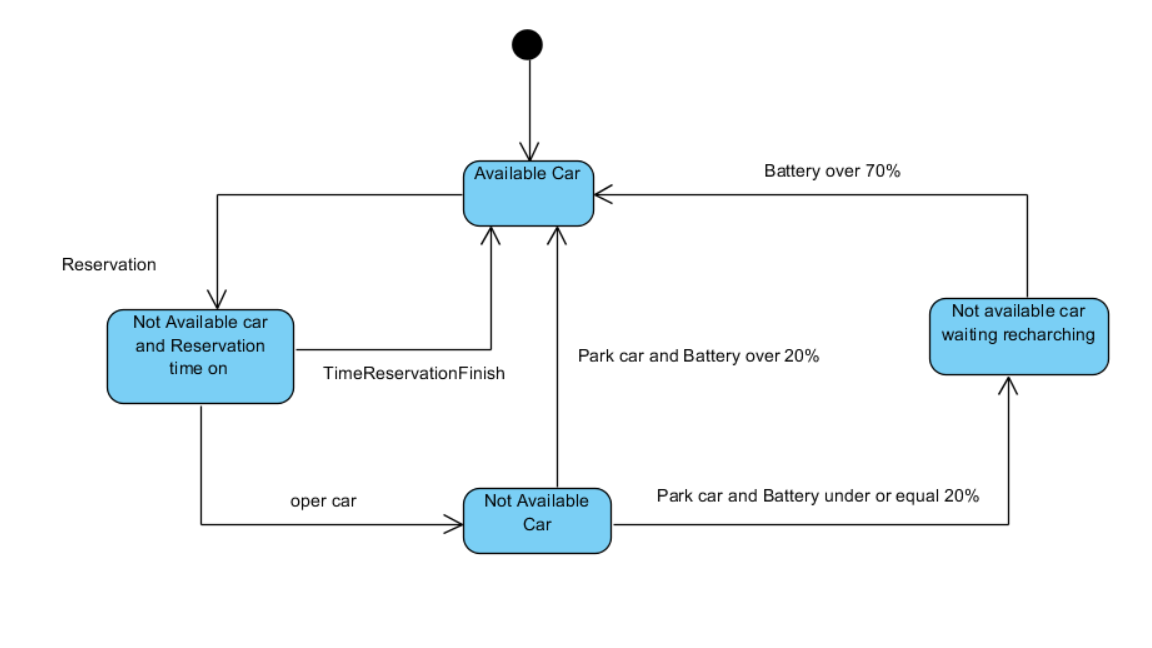 Available Car
Battery over 70%
Reservation
Not Available car
and Reservation
time on
TimeReservationFinish
Park car and Battery over 20%
Not available car
waiting recharching
oper car
Not Available
Car
Park car and Battery under or equal 20%